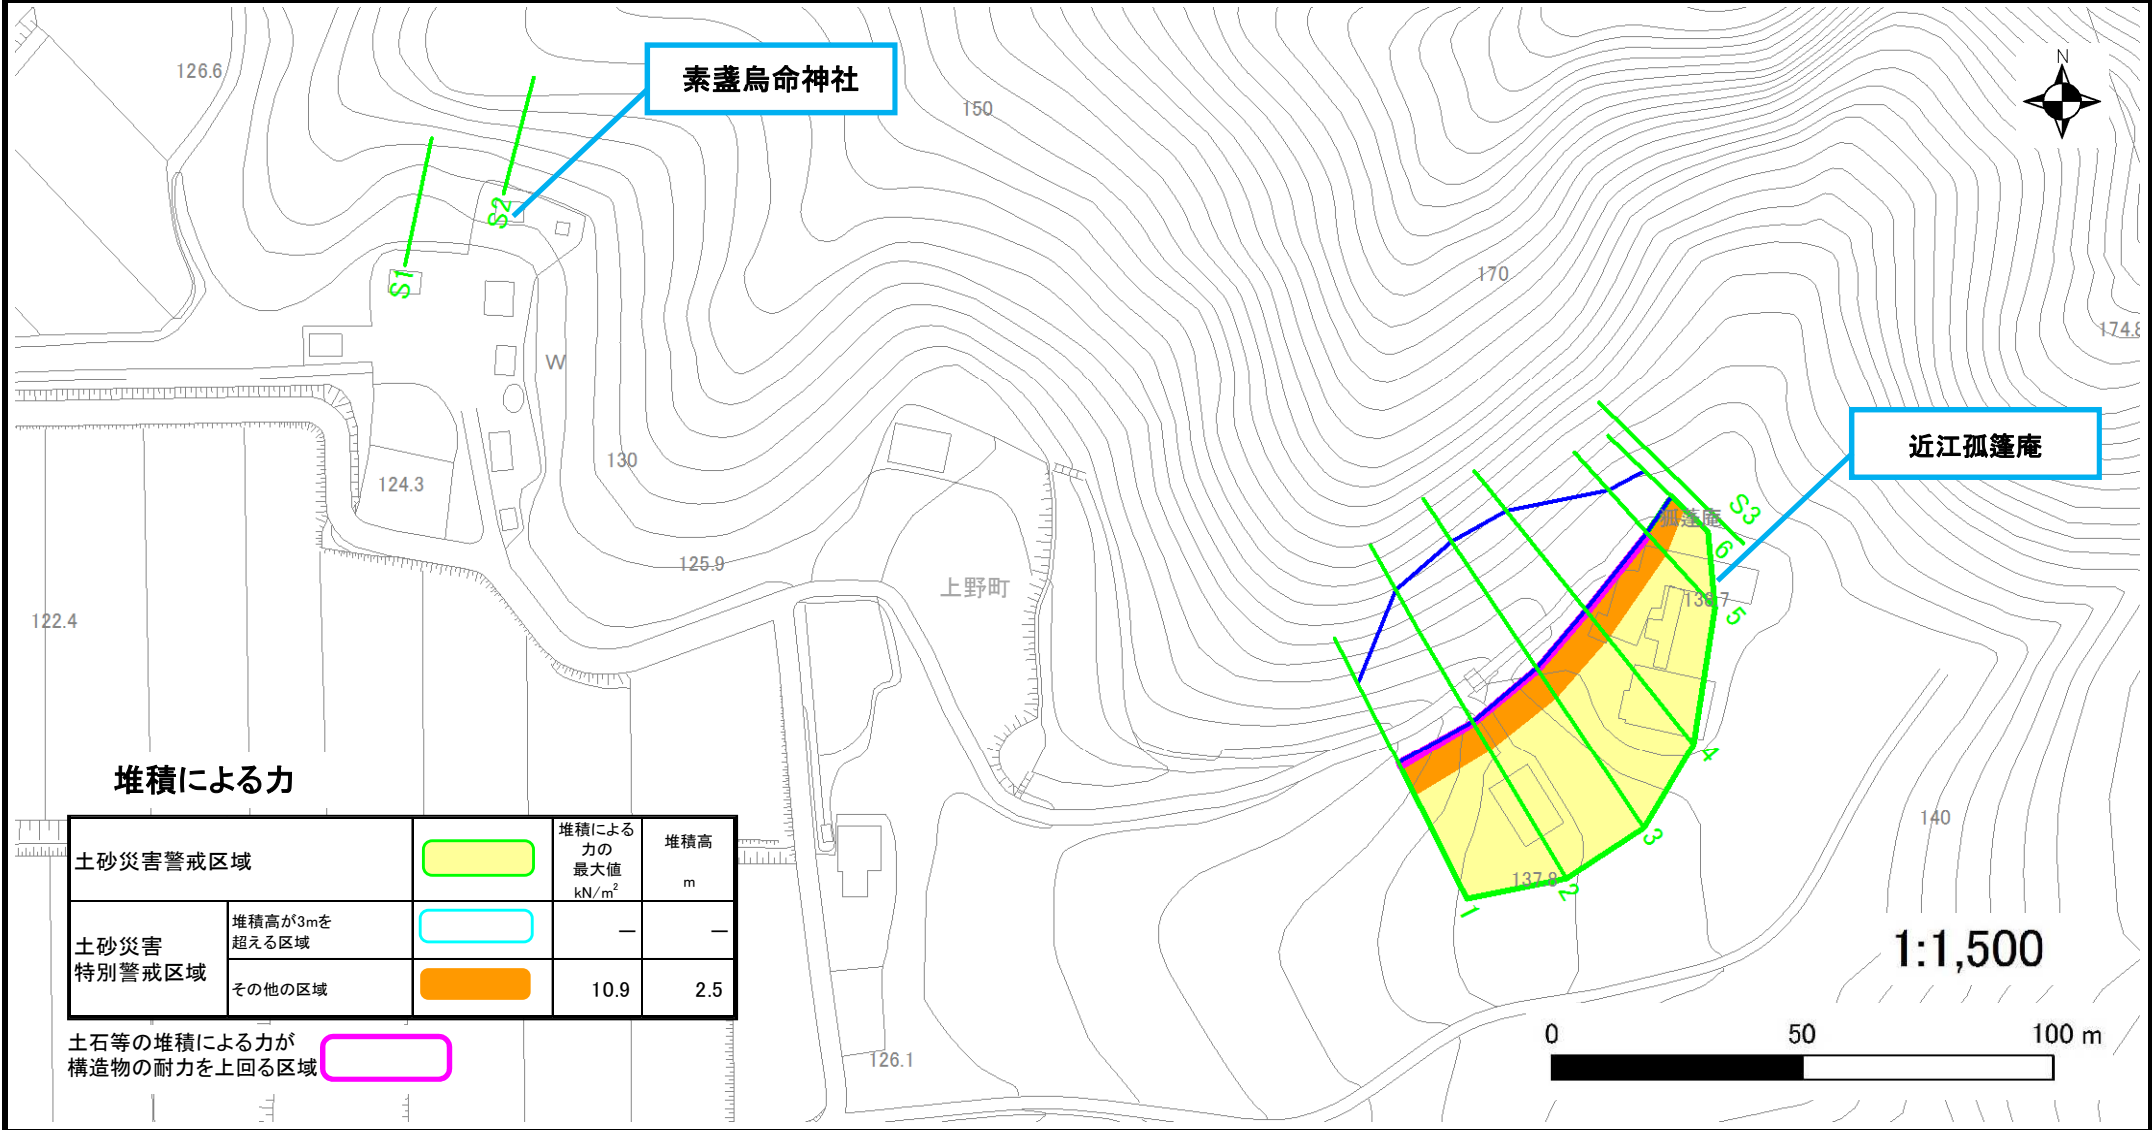 126.6
素盞烏命神社
150
N
S2
S1
170
174.8
W
近江孤篷庵
130
124.3
S3
狐蓬庵
6
125.9
上野町
5
122.4
4
堆積による力
140
3
137.8
2
1
土砂災害警戒区域
堆積による
力の
最大値
kN/m²
堆積高
m
土砂災害
特別警戒区域
堆積高が3mを
超える区域
－
－
その他の区域
10.9
2.5
1:1,500
土石等の堆積による力が
構造物の耐力を上回る区域
126.1
0
50
100 m